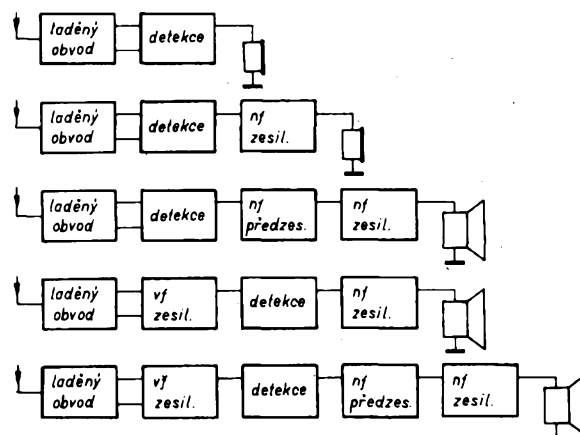 laděný
obvod
detekce
laděný
obvod
detekce
nf
zesil.
laděný
obvod
detekce
nf
předzes.
nf
zesil.
laděný
obvod
vf
zesil.
detekce
nf
zesil.
laděný
obvod
vf
zesil.
detekce
nf
předzes.
nf
zesil.